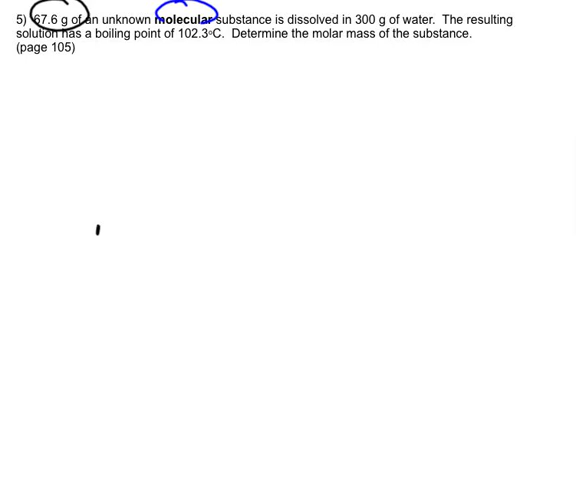 5) 67.6 g of an unknown molecular substance is dissolved in 300 g of water. The resulting
solution has a boiling point of 102.3°C. Determine the molar mass of the substance.
(page 105)